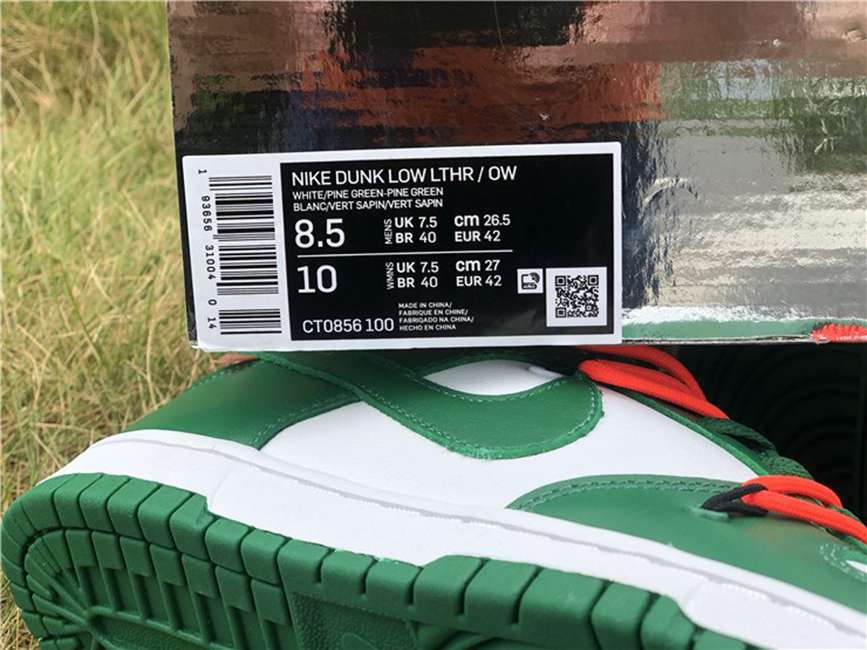 NIKE DUNK LOW LTHR / OW
WHITE/PINE GREEN-PINE GREEN
BLANC/VERT SAPIN/VERT SAPIN
8.5 MENS UK 7.5 cm 26.5
BR 40 EUR 42
10 WMNS UK 7.5 cm 27
BR 40 EUR 42
CT0856 100
MADE IN CHINA/
FABRIQUE EN CHINE/
FABRIGADO NA CHINA/
HECHO EN CHINA
1 93656 31004 0 14